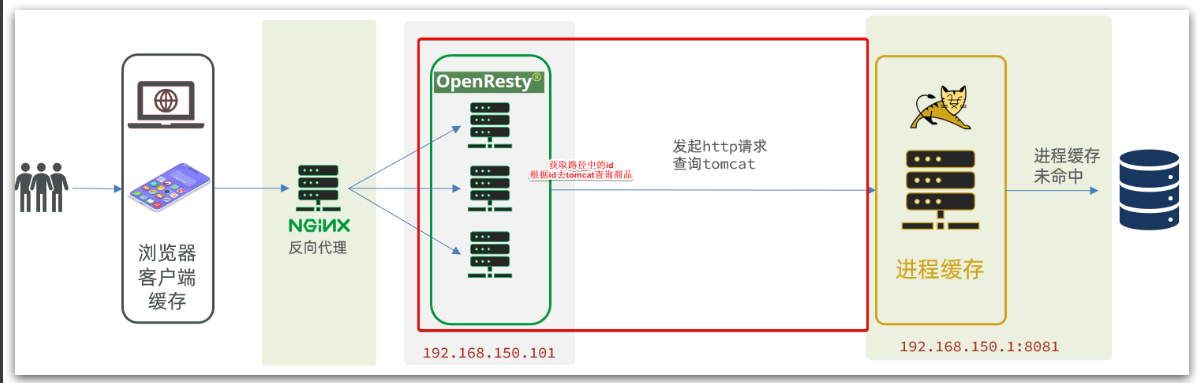 浏览器
客户端
缓存
NGINX
反向代理
OpenResty®
获取路径中的id
根据id去tomcat查询商品
192.168.150.101
发起http请求
查询tomcat
进程缓存
192.168.150.1:8081
进程缓存
未命中